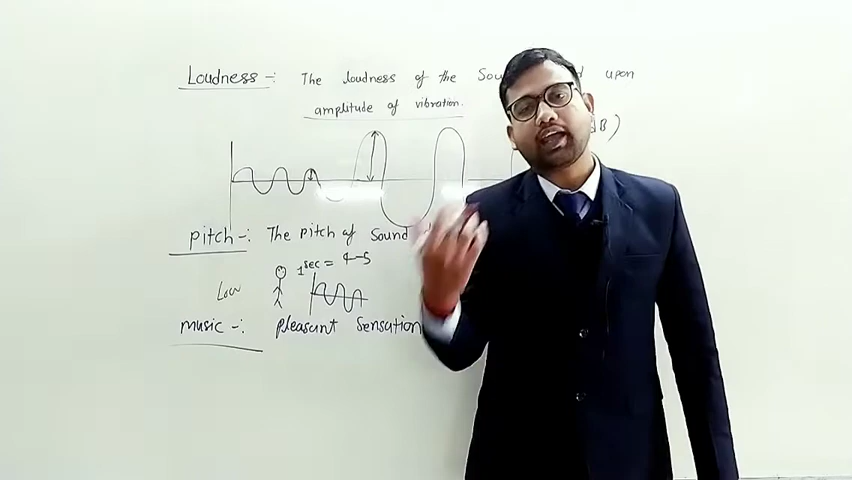 Loudness -: The loudness of the Sou upon
amplitude of vibration.
dB)
pitch -: The pitch of Sound
1 sec = 4-5
Low
music -: pleasant sensation